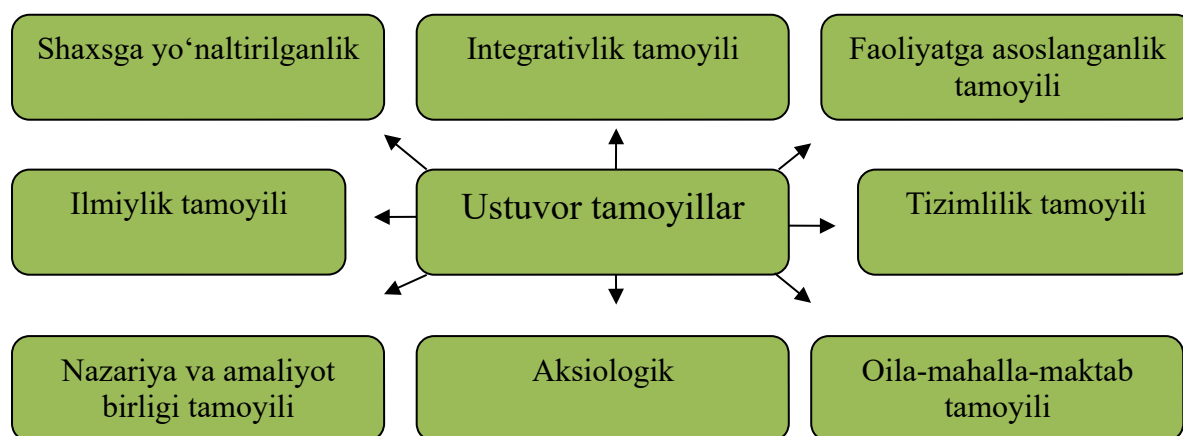 Shaxsga yo‘naltirilganlik
Integrativlik tamoyili
Faoliyatga asoslanganlik
tamoyili
Ilmiylik tamoyili
Ustuvor tamoyillar
Tizimlilik tamoyili
Nazariya va amaliyot
birligi tamoyili
Aksiologik
Oila-mahalla-maktab
tamoyili